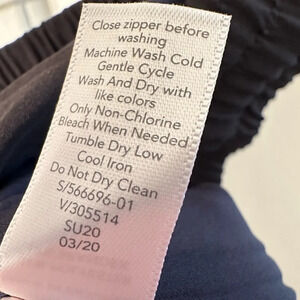 Close zipper before
washing
Machine Wash Cold
Gentle Cycle
Wash And Dry with
like colors
Only Non-Chlorine
Bleach When Needed
Tumble Dry Low
Cool Iron
Do Not Dry Clean
S/566696-01
V/305514
SU20
03/20